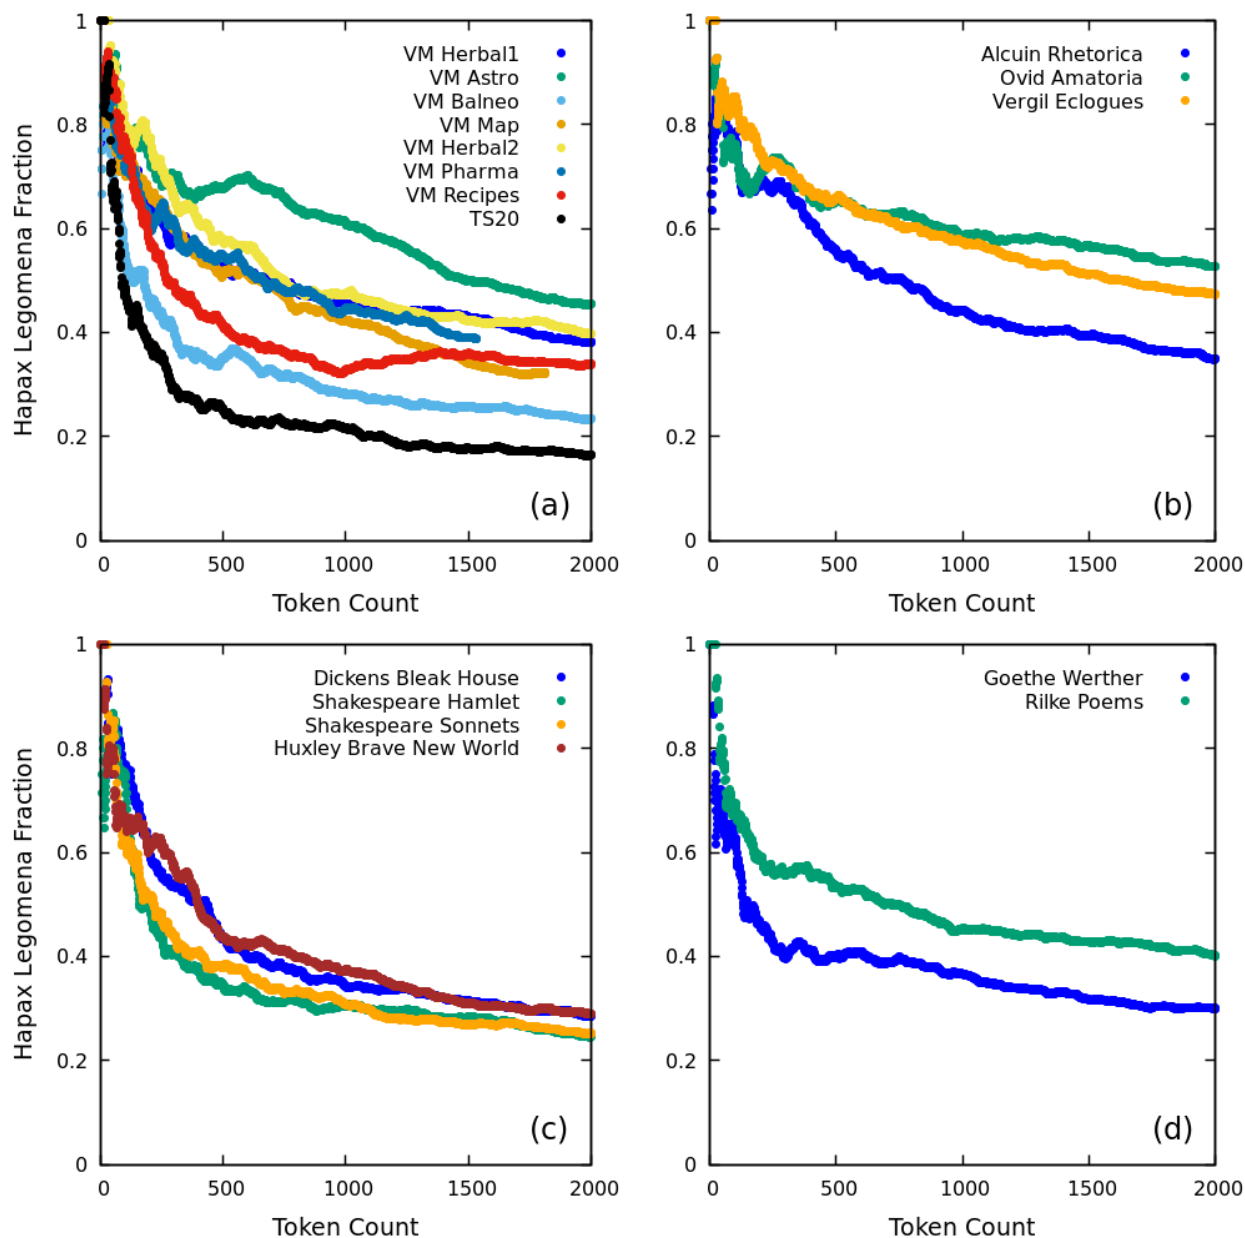 1
0.8
0.6
0.4
0.2
0
Hapax Legomena Fraction
VM Herbal1
VM Astro
VM Balneo
VM Map
VM Herbal2
VM Pharma
VM Recipes
TS20
(a)
0 500 1000 1500 2000
Token Count
1
0.8
0.6
0.4
0.2
0
Alcuin Rhetorica
Ovid Amatoria
Vergil Eclogues
(b)
0 500 1000 1500 2000
Token Count
1
0.8
0.6
0.4
0.2
0
Hapax Legomena Fraction
Dickens Bleak House
Shakespeare Hamlet
Shakespeare Sonnets
Huxley Brave New World
(c)
0 500 1000 1500 2000
Token Count
1
0.8
0.6
0.4
0.2
0
Goethe Werther
Rilke Poems
(d)
0 500 1000 1500 2000
Token Count